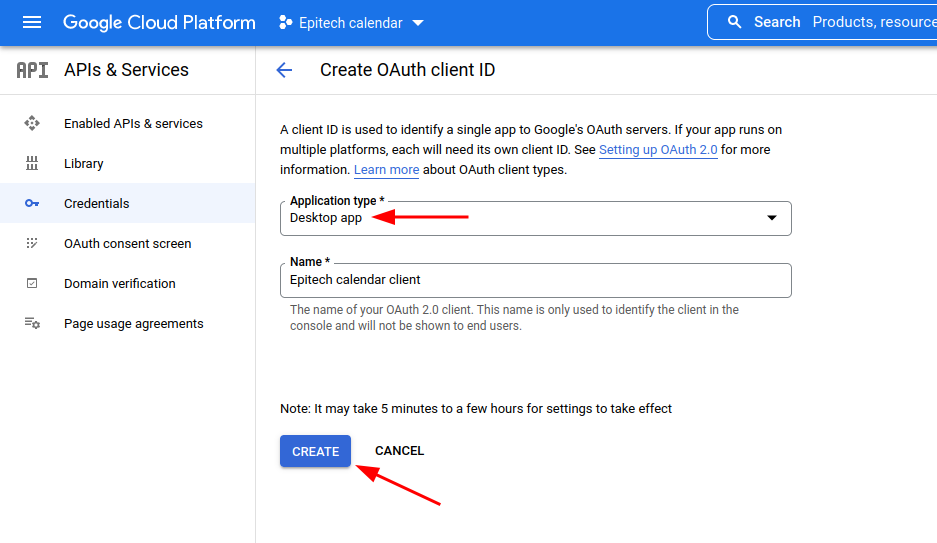 Google Cloud Platform
Epitech calendar
Search Products, resource
API APIs & Services
Create OAuth client ID
Enabled APIs & services
Library
Credentials
OAuth consent screen
Domain verification
Page usage agreements
A client ID is used to identify a single app to Google's OAuth servers. If your app runs on
multiple platforms, each will need its own client ID. See Setting up OAuth 2.0 for more
information. Learn more about OAuth client types.
Application type *
Desktop app
Name *
Epitech calendar client
The name of your OAuth 2.0 client. This name is only used to identify the client in the
console and will not be shown to end users.
Note: It may take 5 minutes to a few hours for settings to take effect
CREATE
CANCEL